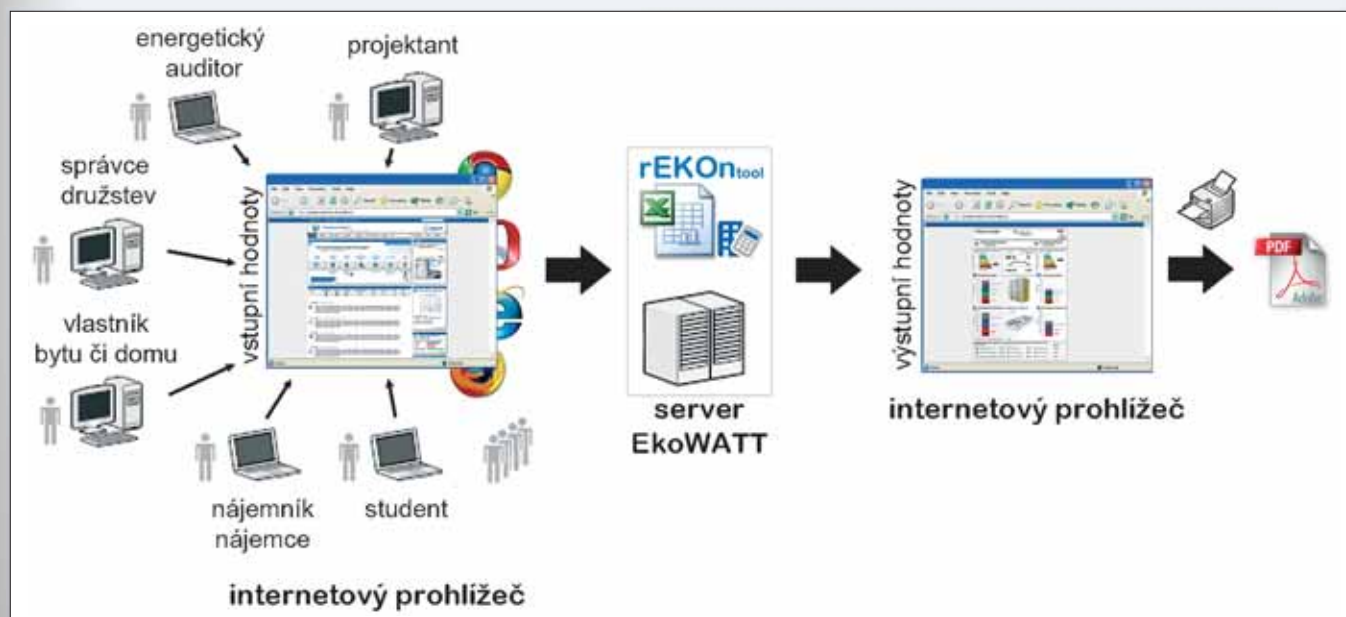 energetický
auditor
projektant
správce
družstev
vlastník
bytu či domu
nájemník
nájemce
student
vstupní hodnoty
internetový prohlížeč
rEKOntool
server
EkoWATT
výstupní hodnoty
internetový prohlížeč
PDF
Adobe